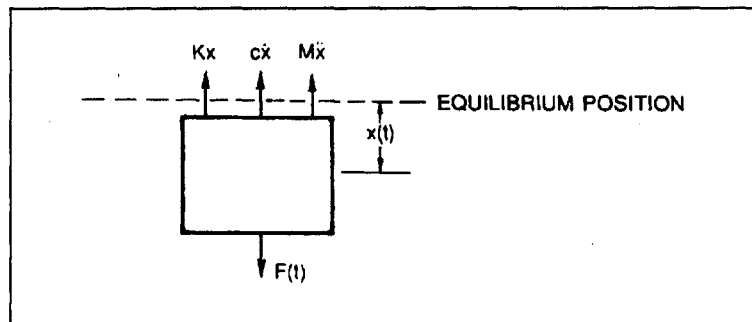 Kx cẋ Mẍ
EQUILIBRIUM POSITION
x(t)
F(t)